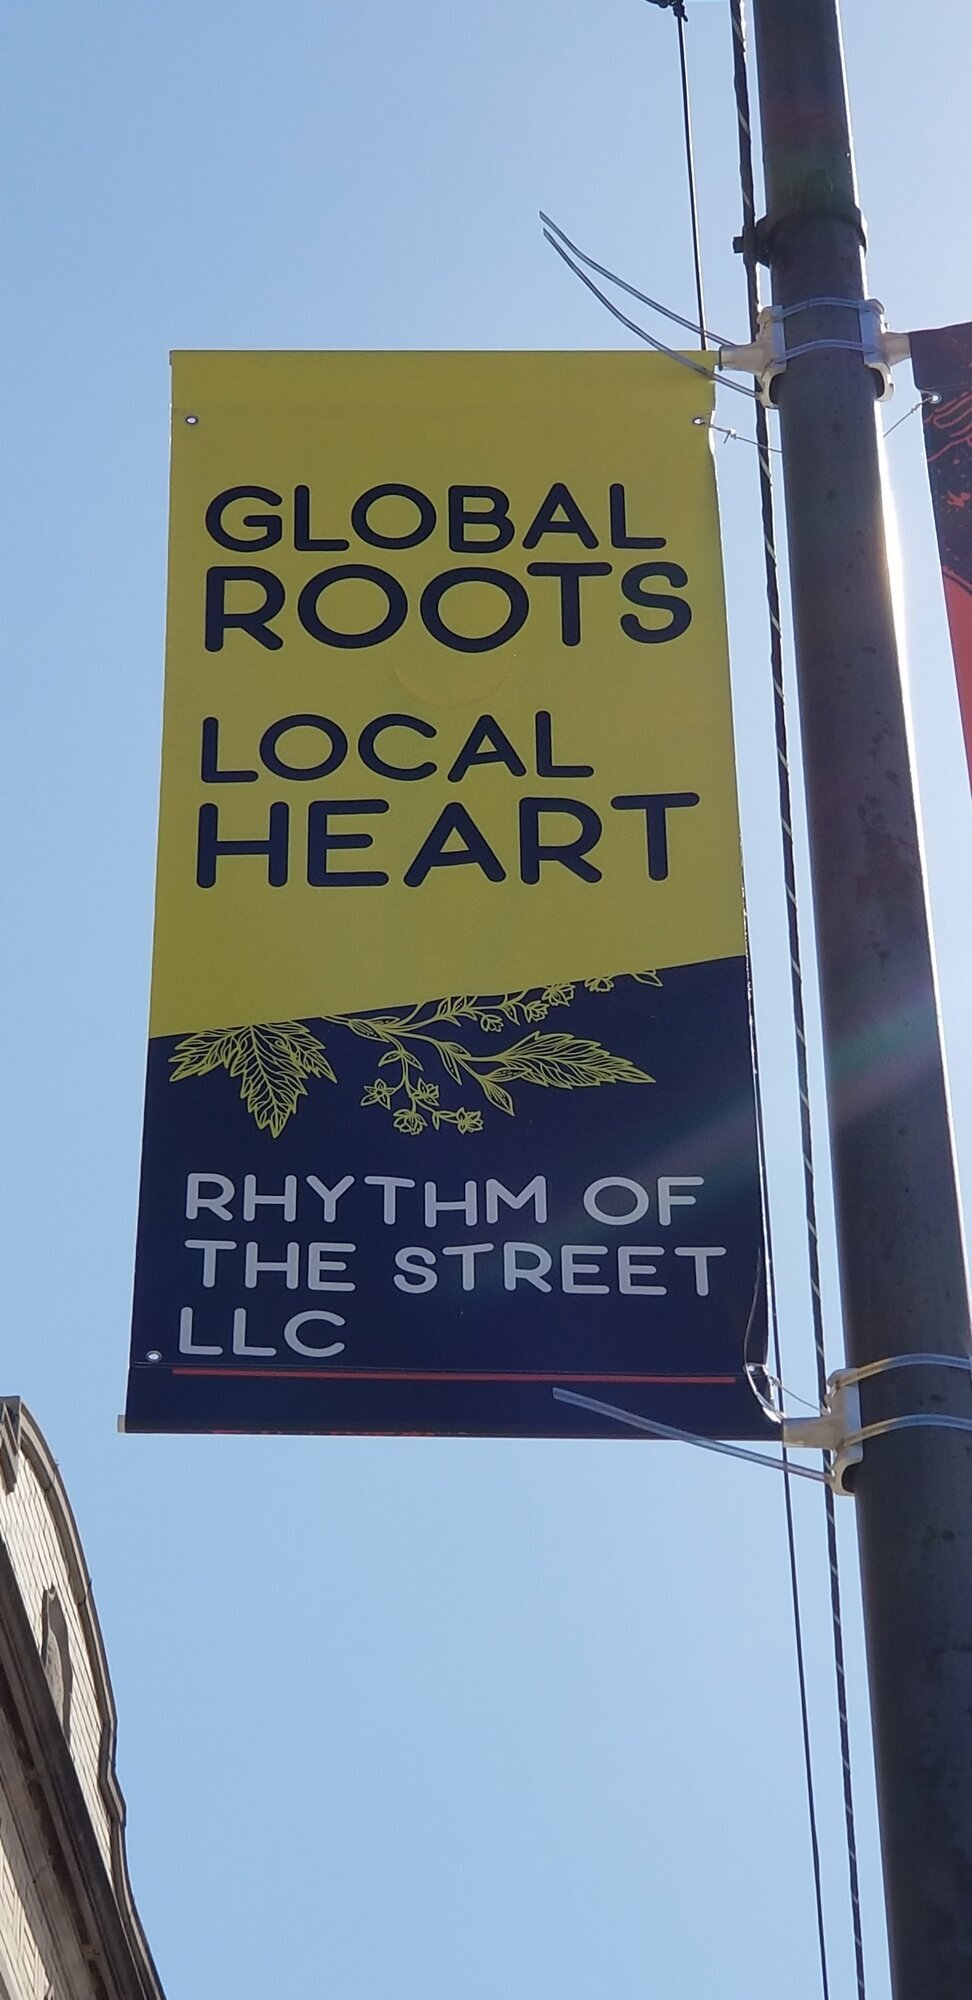 GLOBAL
ROOTS
LOCAL
HEART
RHYTHM OF
THE STREET
LLC